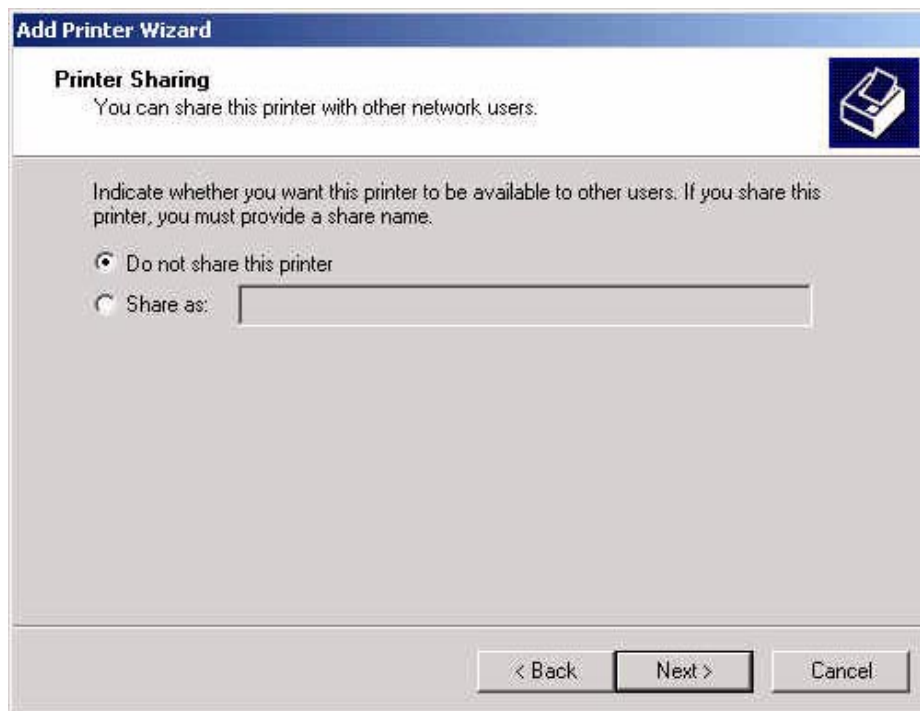 Add Printer Wizard
Printer Sharing
You can share this printer with other network users.
Indicate whether you want this printer to be available to other users. If you share this
printer, you must provide a share name.
Do not share this printer
Share as:
< Back Next > Cancel